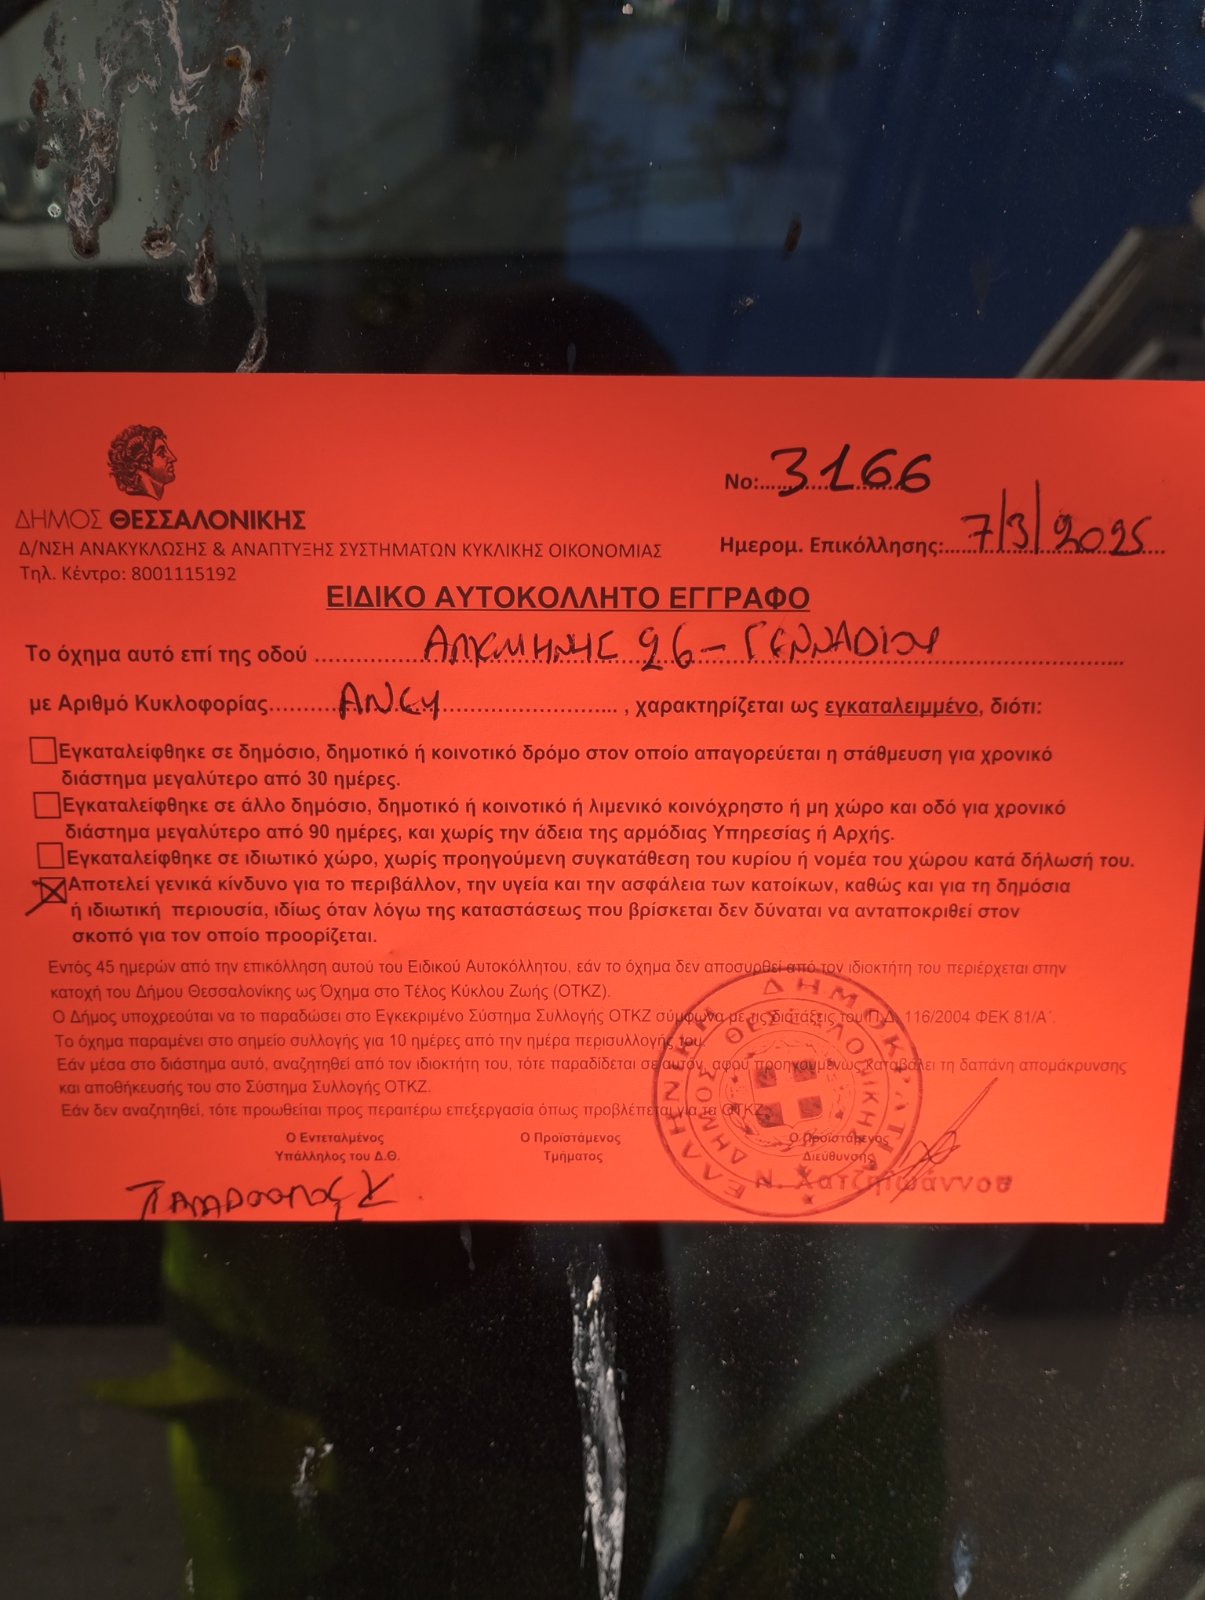 ΔΗΜΟΣ ΘΕΣΣΑΛΟΝΙΚΗΣ
Δ/ΝΣΗ ΑΝΑΚΥΚΛΩΣΗΣ & ΑΝΑΠΤΥΞΗΣ ΣΥΣΤΗΜΑΤΩΝ ΚΥΚΛΙΚΗΣ ΟΙΚΟΝΟΜΙΑΣ
Τηλ. Κέντρο: 8001115192
Νο:...3166
Ημερομ. Επικόλλησης:...7/3/2025
ΕΙΔΙΚΟ ΑΥΤΟΚΟΛΛΗΤΟ ΕΓΓΡΑΦΟ
Το όχημα αυτό επί της οδού ...ΑΛΚΜΗΝΗΣ 26 - ΓΕΝΝΑΔΙΟΥ...
με Αριθμό Κυκλοφορίας... , χαρακτηρίζεται ως εγκαταλειμμένο, διότι:
Εγκαταλείφθηκε σε δημόσιο, δημοτικό ή κοινοτικό δρόμο στον οποίο απαγορεύεται η στάθμευση για χρονικό
διάστημα μεγαλύτερο από 30 ημέρες.
Εγκαταλείφθηκε σε άλλο δημόσιο, δημοτικό ή κοινοτικό ή λιμενικό κοινόχρηστο ή μη χώρο και οδό για χρονικό
διάστημα μεγαλύτερο από 90 ημέρες, και χωρίς την άδεια της αρμόδιας Υπηρεσίας ή Αρχής.
Εγκαταλείφθηκε σε ιδιωτικό χώρο, χωρίς προηγούμενη συγκατάθεση του κυρίου ή νομέα του χώρου κατά δήλωσή του.
Αποτελεί γενικά κίνδυνο για το περιβάλλον, την υγεία και την ασφάλεια των κατοίκων, καθώς και για τη δημόσια
ή ιδιωτική περιουσία, ιδίως όταν λόγω της καταστάσεως που βρίσκεται δεν δύναται να ανταποκριθεί στον
σκοπό για τον οποίο προορίζεται.
Εντός 45 ημερών από την επικόλληση αυτού του Ειδικού Αυτοκόλλητου, εάν το όχημα δεν αποσυρθεί από τον ιδιοκτήτη του περιέρχεται στην
κατοχή του Δήμου Θεσσαλονίκης ως Όχημα στο Τέλος Κύκλου Ζωής (ΟΤΚΖ).
Ο Δήμος υποχρεούται να το παραδώσει στο Εγκεκριμένο Σύστημα Συλλογής ΟΤΚΖ σύμφωνα με τις διατάξεις του Π.Δ. 116/2004 ΦΕΚ 81/Α΄.
Το όχημα παραμένει στο σημείο συλλογής για 10 ημέρες από την ημέρα περισυλλογής του.
Εάν μέσα στο διάστημα αυτό, αναζητηθεί από τον ιδιοκτήτη του, τότε παραδίδεται σε αυτόν, αφού προηγουμένως καταβάλει τη δαπάνη απομάκρυνσης
και αποθήκευσής του στο Σύστημα Συλλογής ΟΤΚΖ.
Εάν δεν αναζητηθεί, τότε προωθείται προς περαιτέρω επεξεργασία όπως προβλέπεται για τα ΟΤΚΖ.
Ο Εντεταλμένος
Υπάλληλος του Δ.Θ.
Ο Προϊστάμενος
Τμήματος
Ο Προϊστάμενος
Διεύθυνσης
Ν. Χατζηϊωάννου
ΕΛΛΗΝΙΚΗ ΔΗΜΟΚΡΑΤΙΑ
ΔΗΜΟΣ ΘΕΣΣΑΛΟΝΙΚΗΣ